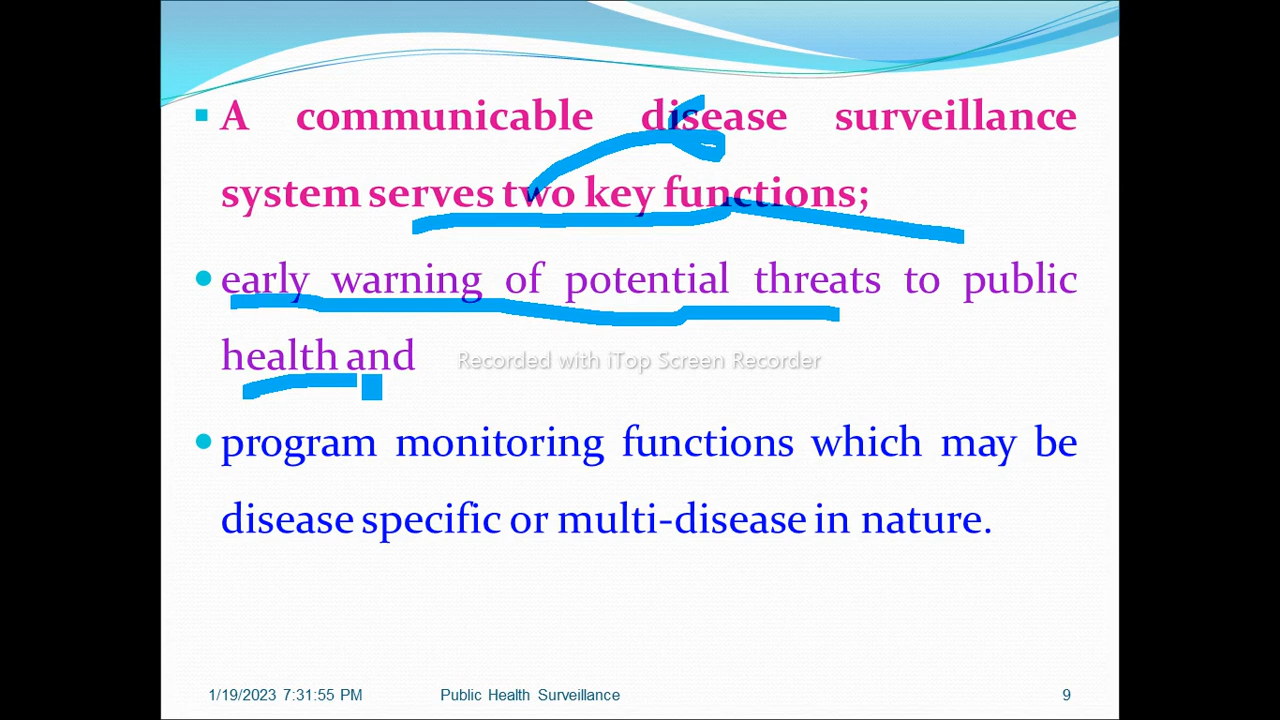 A communicable disease surveillance
system serves two key functions;
early warning of potential threats to public
health and
Recorded with iTop Screen Recorder
program monitoring functions which may be
disease specific or multi-disease in nature.
1/19/2023 7:31:55 PM Public Health Surveillance 9